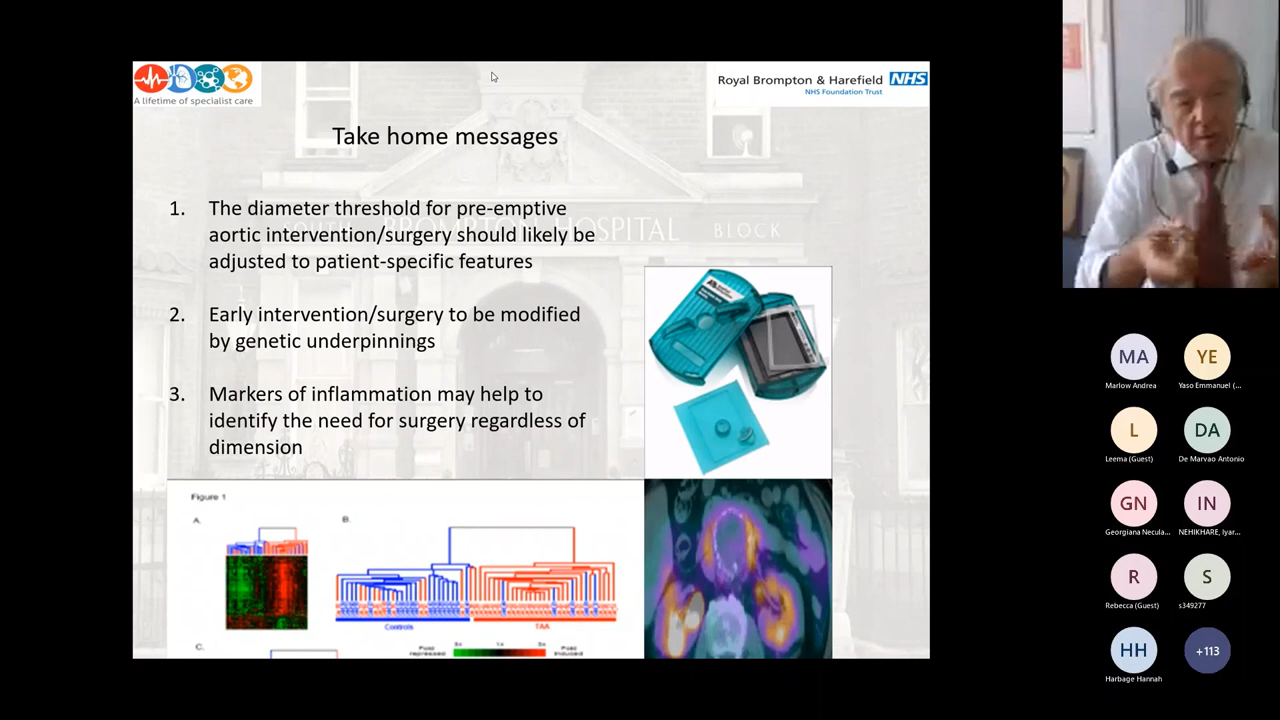 A lifetime of specialist care
Royal Brompton & Harefield NHS
NHS Foundation Trust
Take home messages
1. The diameter threshold for pre-emptive
aortic intervention/surgery should likely be
adjusted to patient-specific features
2. Early intervention/surgery to be modified
by genetic underpinnings
3. Markers of inflammation may help to
identify the need for surgery regardless of
dimension
BROMPTON HOSPITAL BLOCK
Figure 1
A.
B.
Controls
TAA
C.
Fold
repressed
Fold
induced
MA
Marlow Andrea
YE
Yaso Emmanuel (...
L
Leema (Guest)
DA
De Marvao Antonio
GN
Georgiana Necula...
IN
NEHIKHARE, Iyar...
R
Rebecca (Guest)
S
s349277
HH
Harbage Hannah
+113